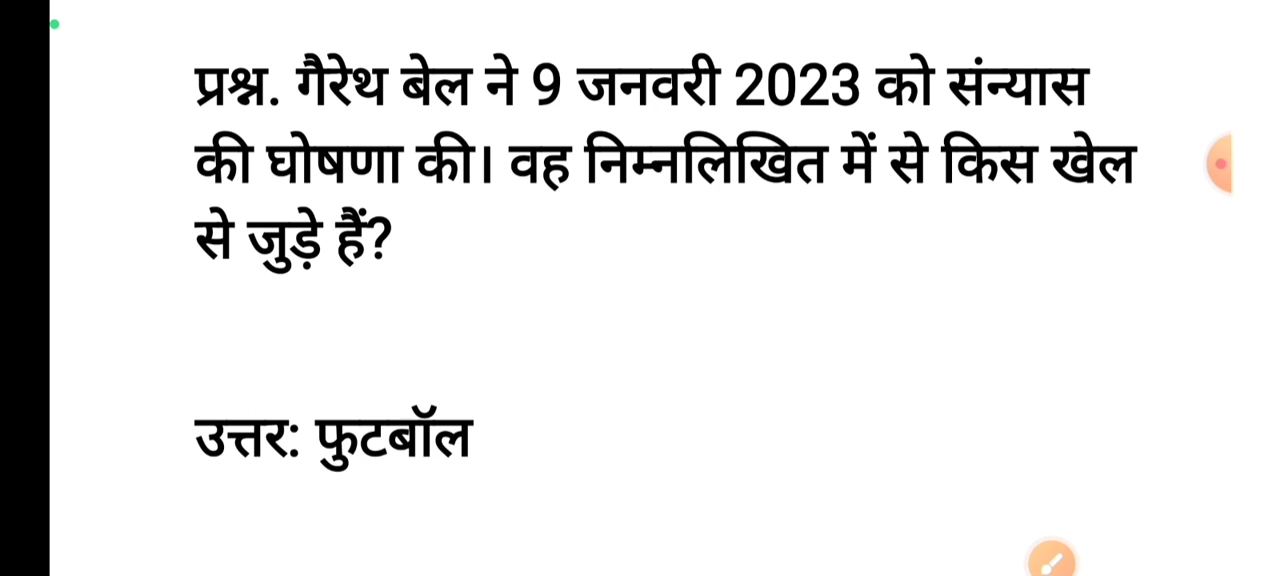 प्रश्न. गैरेथ बेल ने 9 जनवरी 2023 को संन्यास
की घोषणा की। वह निम्नलिखित में से किस खेल
से जुड़े हैं?
उत्तर: फुटबॉल